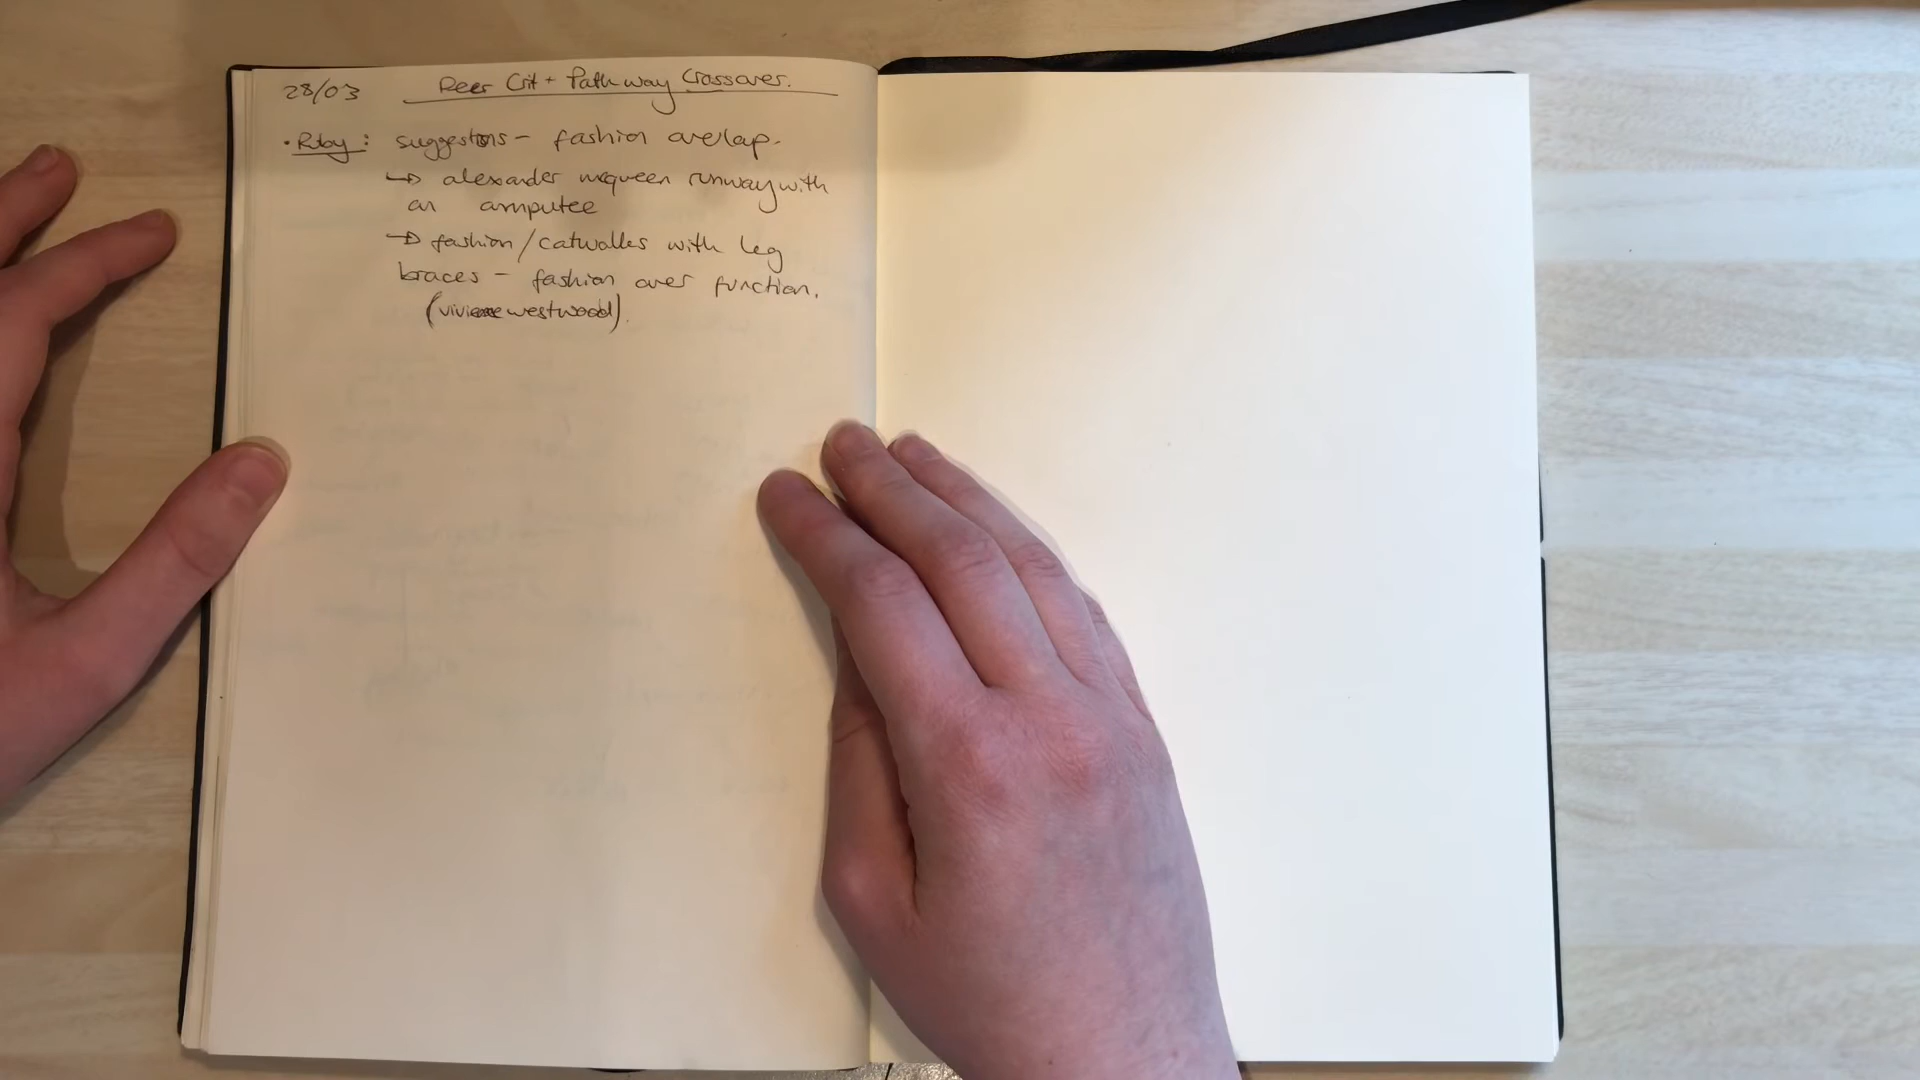 28/03 Peer Crit + Pathway Crossover.
• Ruby: suggestions - fashion overlap.
↳ alexander mcqueen runway with
an amputee
→ fashion/catwalks with leg
braces - fashion over function.
(vivienne westwood).